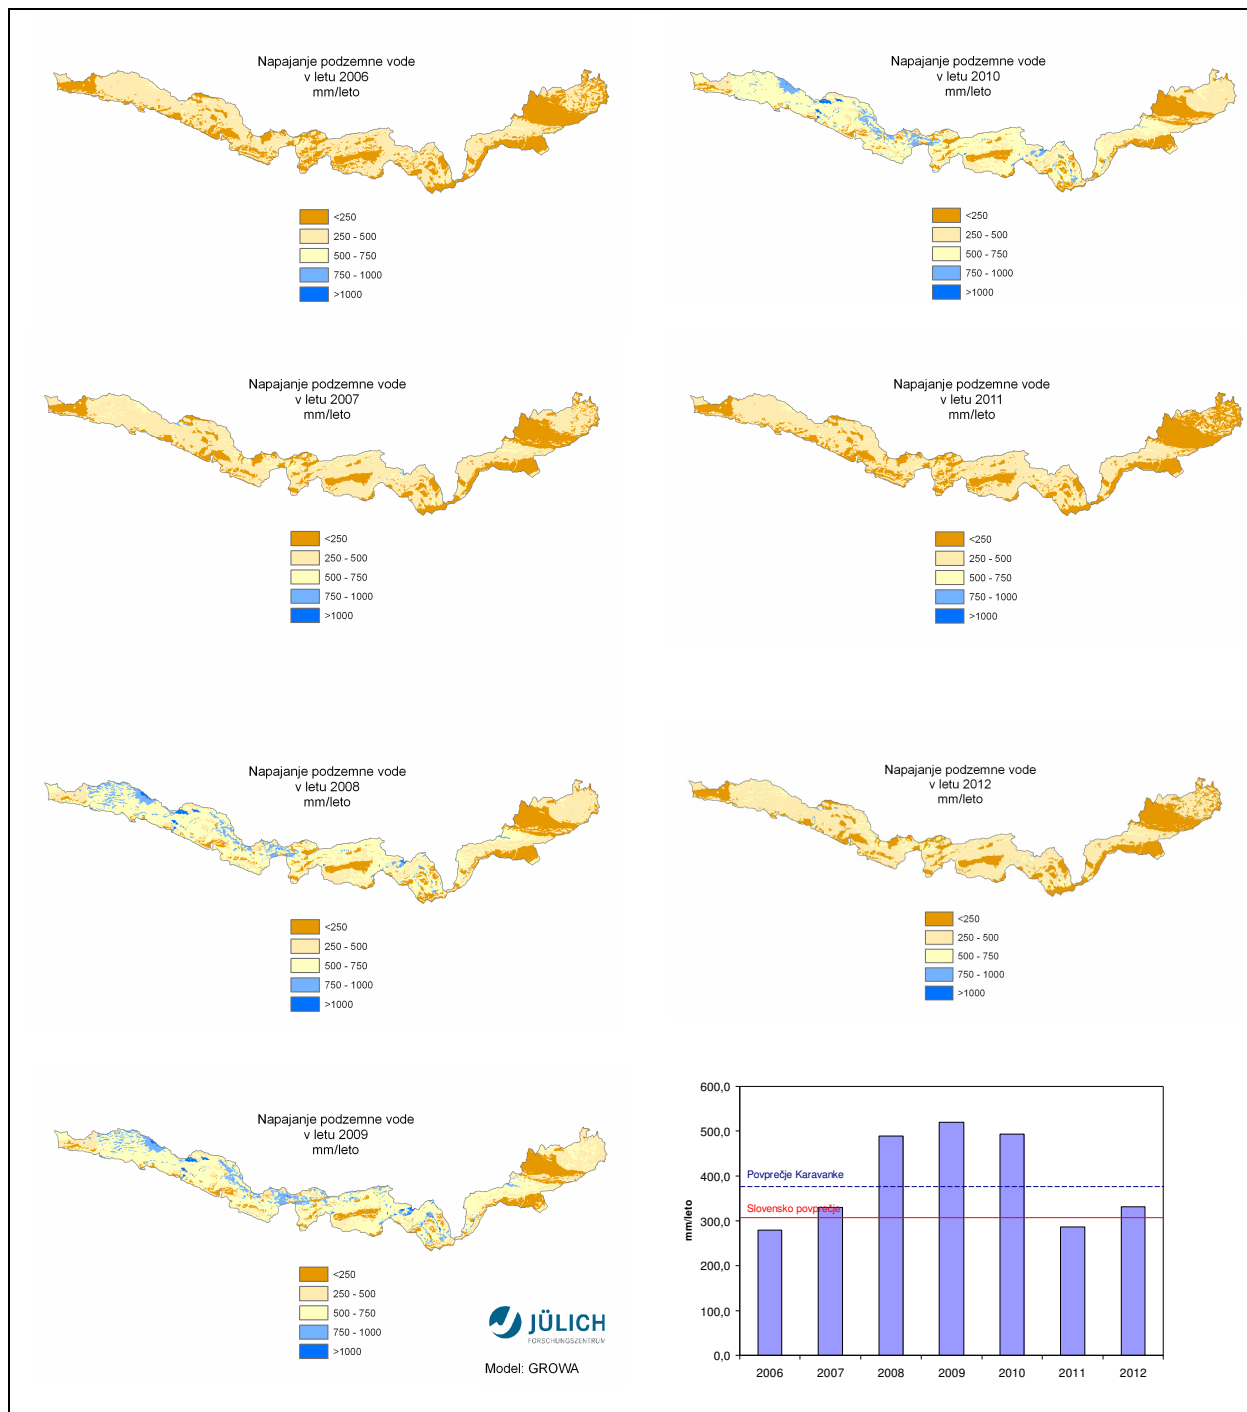 Napajanje podzemne vode
v letu 2006
mm/leto
<250
250 - 500
500 - 750
750 - 1000
>1000
Napajanje podzemne vode
v letu 2010
mm/leto
<250
250 - 500
500 - 750
750 - 1000
>1000
Napajanje podzemne vode
v letu 2007
mm/leto
<250
250 - 500
500 - 750
750 - 1000
>1000
Napajanje podzemne vode
v letu 2011
mm/leto
<250
250 - 500
500 - 750
750 - 1000
>1000
Napajanje podzemne vode
v letu 2008
mm/leto
<250
250 - 500
500 - 750
750 - 1000
>1000
Napajanje podzemne vode
v letu 2012
mm/leto
<250
250 - 500
500 - 750
750 - 1000
>1000
Napajanje podzemne vode
v letu 2009
mm/leto
<250
250 - 500
500 - 750
750 - 1000
>1000
JÜLICH
FORSCHUNGSZENTRUM
Model: GROWA
600,0
500,0
400,0
300,0
200,0
100,0
0,0
mm/leto
Povprečje Karavanke
Slovensko povprečje
2006 2007 2008 2009 2010 2011 2012